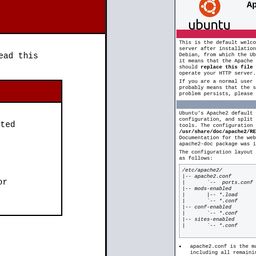 ead this
ted
or
Ap
ubuntu
This is the default welco
server after installation
Debian, from which the Ub
it means that the Apache
should replace this file
operate your HTTP server.
If you are a normal user
probably means that the s
problem persists, please
Ubuntu's Apache2 default
configuration, and split
tools. The configuration
/usr/share/doc/apache2/RE
Documentation for the web
apache2-doc package was i
The configuration layout
as follows:
/etc/apache2/
|-- apache2.conf
|       `-- ports.conf
|-- mods-enabled
|       |-- *.load
|       `-- *.conf
|-- conf-enabled
|       `-- *.conf
|-- sites-enabled
|       `-- *.conf
apache2.conf is the ma
including all remainin